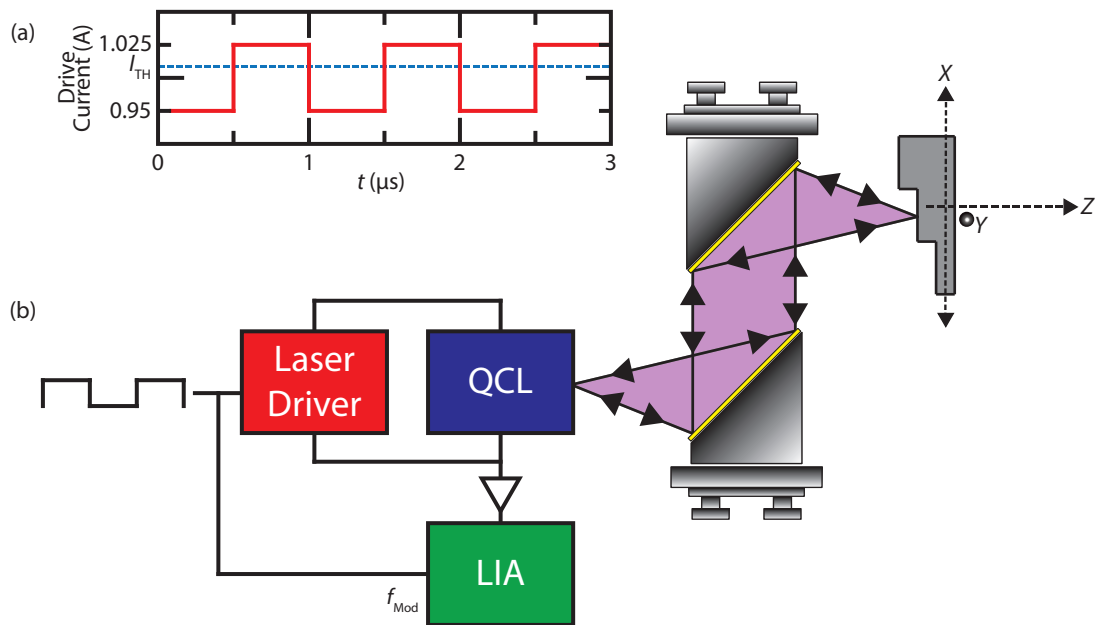 (a)
Drive
Current (A)
1.025
I_TH
0.95
0
1
2
3
t (μs)
X
Z
Y
(b)
Laser
Driver
QCL
LIA
f_Mod